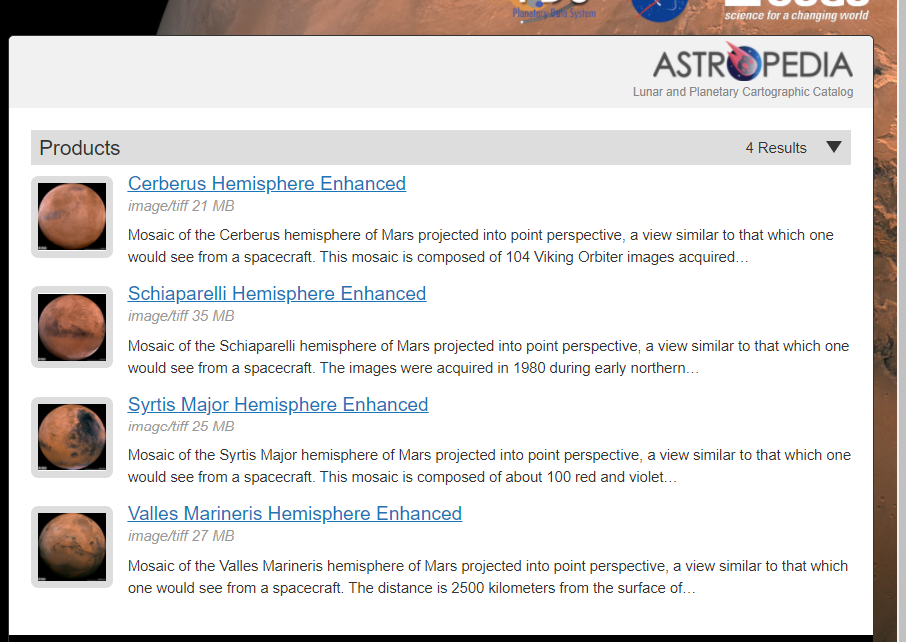 Planetary Data System
science for a changing world
ASTROPEDIA
Lunar and Planetary Cartographic Catalog
Products
4 Results
Cerberus Hemisphere Enhanced
image/tiff 21 MB
Mosaic of the Cerberus hemisphere of Mars projected into point perspective, a view similar to that which one
would see from a spacecraft. This mosaic is composed of 104 Viking Orbiter images acquired…
Schiaparelli Hemisphere Enhanced
image/tiff 35 MB
Mosaic of the Schiaparelli hemisphere of Mars projected into point perspective, a view similar to that which one
would see from a spacecraft. The images were acquired in 1980 during early northern…
Syrtis Major Hemisphere Enhanced
image/tiff 25 MB
Mosaic of the Syrtis Major hemisphere of Mars projected into point perspective, a view similar to that which one
would see from a spacecraft. This mosaic is composed of about 100 red and violet…
Valles Marineris Hemisphere Enhanced
image/tiff 27 MB
Mosaic of the Valles Marineris hemisphere of Mars projected into point perspective, a view similar to that which
one would see from a spacecraft. The distance is 2500 kilometers from the surface of…